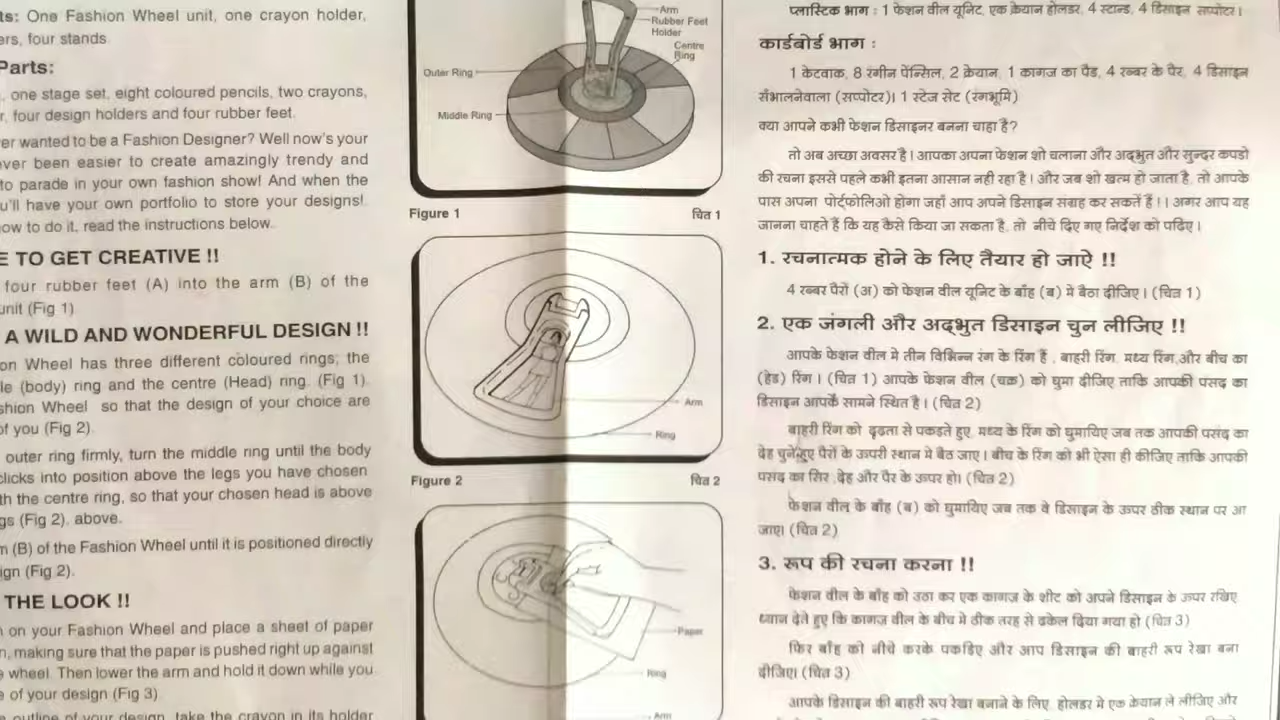 ts: One Fashion Wheel unit, one crayon holder,
ers, four stands.
Parts:
, one stage set, eight coloured pencils, two crayons,
r, four design holders and four rubber feet.
er wanted to be a Fashion Designer? Well now's your
ever been easier to create amazingly trendy and
to parade in your own fashion show! And when the
u'll have your own portfolio to store your designs!.
ow to do it, read the instructions below.
E TO GET CREATIVE !!
four rubber feet (A) into the arm (B) of the
unit (Fig 1)
A WILD AND WONDERFUL DESIGN !!
on Wheel has three different coloured rings; the
le (body) ring and the centre (Head) ring. (Fig 1).
shion Wheel so that the design of your choice are
of you (Fig 2).
outer ring firmly, turn the middle ring until the body
clicks into position above the legs you have chosen
th the centre ring, so that your chosen head is above
gs (Fig 2). above.
m (B) of the Fashion Wheel until it is positioned directly
ign (Fig 2).
THE LOOK !!
n on your Fashion Wheel and place a sheet of paper
n, making sure that the paper is pushed right up against
e wheel. Then lower the arm and hold it down while you
e of your design (Fig 3).
e outline of your design, take the crayon in its holder
Arm
Rubber Feet
Holder
Centre
Ring
Outer Ring
Middle Ring
Figure 1 चित 1
Arm
Ring
Figure 2 चित 2
Paper
Ring
Arm
प्लास्टिक भाग : 1 फेशन वील यूनिट, एक क्रेयान होलडर, 4 स्टान्ड, 4 डिसाइन सप्पोटर।
कार्डबोर्ड भाग :
1 केटवाक, 8 रंगीन पेंन्सिल, 2 क्रेयान, 1 कागज का पैड, 4 रब्बर के पैर, 4 डिसाइन
संभालनेवाला (सप्पोटर)। 1 स्टेज सेट (रंगभूमि)
क्या आपने कभी फेशन डिसाइनर बनना चाहा है?
तो अब अच्छा अवसर है। आपका अपना फेशन शो चलाना और अद्भुत और सुन्दर कपडो
की रचना इससे पहले कभी इतना आसान नही रहा है। और जब शो खत्म हो जाता है, तो आपके
पास अपना पोर्ट्फोलिओ होगा जहाँ आप अपने डिसाइन संग्रह कर सकतें हैं।। अगर आप यह
जानना चाहते हैं कि यह कैसे किया जा सकता है, तो नीचे दिए गए निर्देश को पढिए।
1. रचनात्मक होने के लिए तैयार हो जाऐ !!
4 रब्बर पैरों (अ) को फेशन वील यूनिट के बाँह (ब) मे बैठा दीजिए। (चित 1)
2. एक जंगली और अद्भुत डिसाइन चुन लीजिए !!
आपके फेशन वील मे तीन विभिन्न रंग के रिंग है , बाहरी रिंग, मध्य रिंग और बीच का
(हेड) रिंग। (चित 1) आपके फेशन वील (चक्र) को घुमा दीजिए ताकि आपकी पसंद का
डिसाइन आपकें सामने स्थित है। (चित 2)
बाहरी रिंग को दृढता से पकडते हुए, मध्य के रिंग को घुमायिए जब तक आपकी पसंद का
देह चुने हुए पैरों के ऊपरी स्थान मे बैठ जाए। बीच के रिंग को भी ऐसा ही कीजिए ताकि आपकी
पसंद का सिर ,देह और पैर के ऊपर हो। (चित 2)
फेशन वील के बाँह (ब) को घुमायिए जब तक वे डिसाइन के ऊपर ठीक स्थान पर आ
जाए। (चित 2)
3. रूप की रचना करना !!
फेशन वील के बाँह को उठा कर एक कागज के शीट को अपने डिसाइन के ऊपर रखिए
ध्यान देते हुए कि कागज वील के बीच मे ठीक तरह से ढकेल दिया गया हो (चित 3)
फिर बाँह को नीचे करके पकडिए और आप डिसाइन की बाहरी रूप रेखा बना
दीजिए। (चित 3)
आपके डिसाइन की बाहरी रूप रेखा बनाने के लिए, होलडर मे एक क्रेयान ले लीजिए और